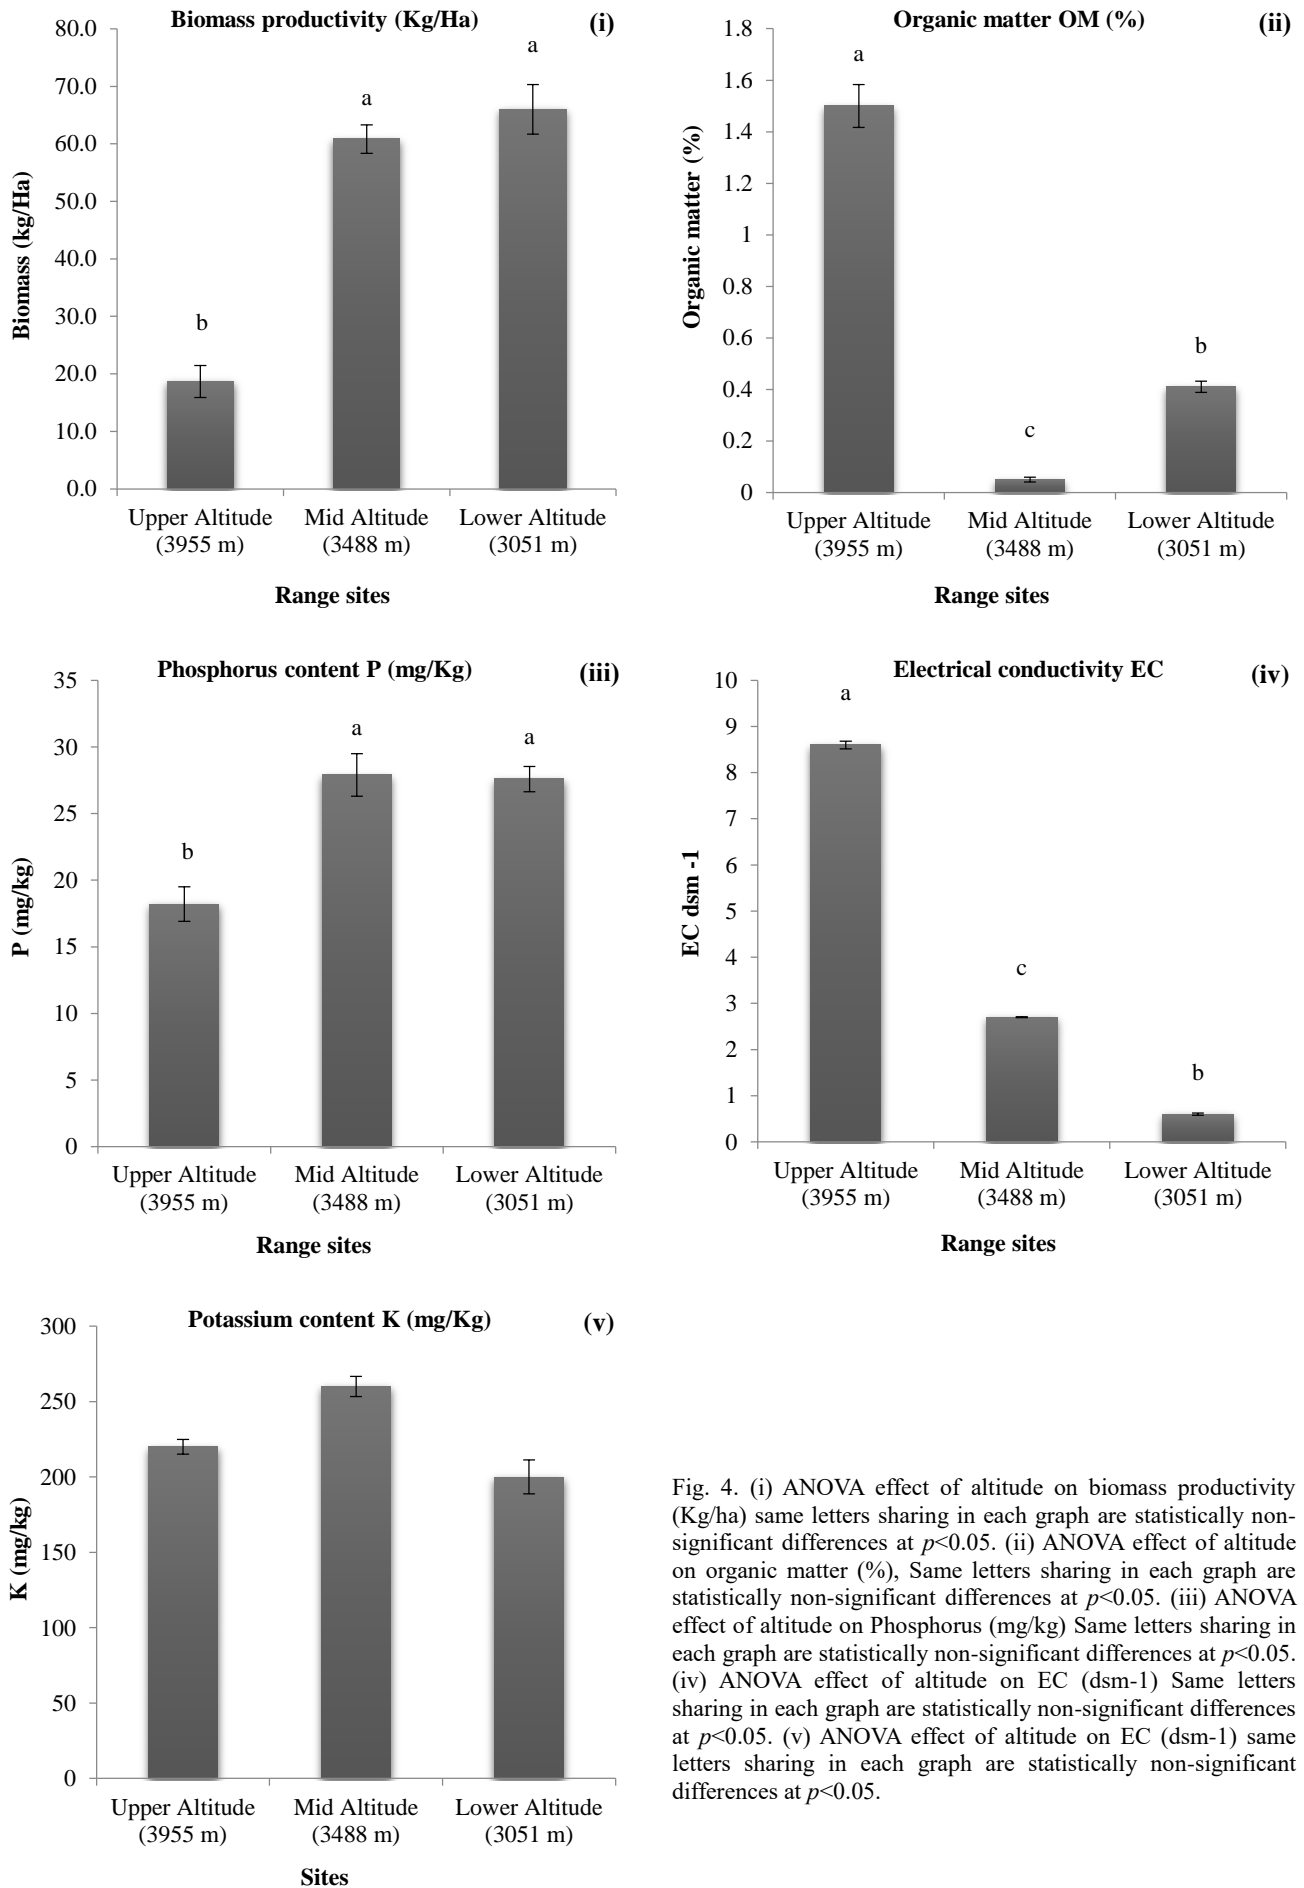 Biomass productivity (Kg/Ha)
(i)
80.0
70.0
60.0
50.0
40.0
30.0
20.0
10.0
0.0
Biomass (kg/Ha)
b
a
a
Upper Altitude
(3955 m)
Mid Altitude
(3488 m)
Lower Altitude
(3051 m)
Range sites
Organic matter OM (%)
(ii)
1.8
1.6
1.4
1.2
1
0.8
0.6
0.4
0.2
0
Organic matter (%)
a
c
b
Upper Altitude
(3955 m)
Mid Altitude
(3488 m)
Lower Altitude
(3051 m)
Range sites
Phosphorus content P (mg/Kg)
(iii)
35
30
25
20
15
10
5
0
P (mg/kg)
b
a
a
Upper Altitude
(3955 m)
Mid Altitude
(3488 m)
Lower Altitude
(3051 m)
Range sites
Electrical conductivity EC
(iv)
10
9
8
7
6
5
4
3
2
1
0
EC dsm -1
a
c
b
Upper Altitude
(3955 m)
Mid Altitude
(3488 m)
Lower Altitude
(3051 m)
Range sites
Potassium content K (mg/Kg)
(v)
300
250
200
150
100
50
0
K (mg/kg)
Upper Altitude
(3955 m)
Mid Altitude
(3488 m)
Lower Altitude
(3051 m)
Sites
Fig. 4. (i) ANOVA effect of altitude on biomass productivity
(Kg/ha) same letters sharing in each graph are statistically non-
significant differences at p<0.05. (ii) ANOVA effect of altitude
on organic matter (%), Same letters sharing in each graph are
statistically non-significant differences at p<0.05. (iii) ANOVA
effect of altitude on Phosphorus (mg/kg) Same letters sharing in
each graph are statistically non-significant differences at p<0.05.
(iv) ANOVA effect of altitude on EC (dsm-1) Same letters
sharing in each graph are statistically non-significant differences
at p<0.05. (v) ANOVA effect of altitude on EC (dsm-1) same
letters sharing in each graph are statistically non-significant
differences at p<0.05.